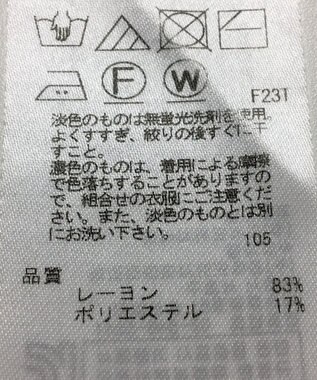 F
W
F23T
淡色のものは無蛍光洗剤を使用。
よくすすぎ、絞りの後すぐに干
すこと。
濃色のものは、着用による摩擦
で色落ちすることがありますの
で、組合せの衣服にご注意くださ
い。また、淡色のものとは別
にお洗い下さい。
105
品質
レーヨン 83%
ポリエステル 17%